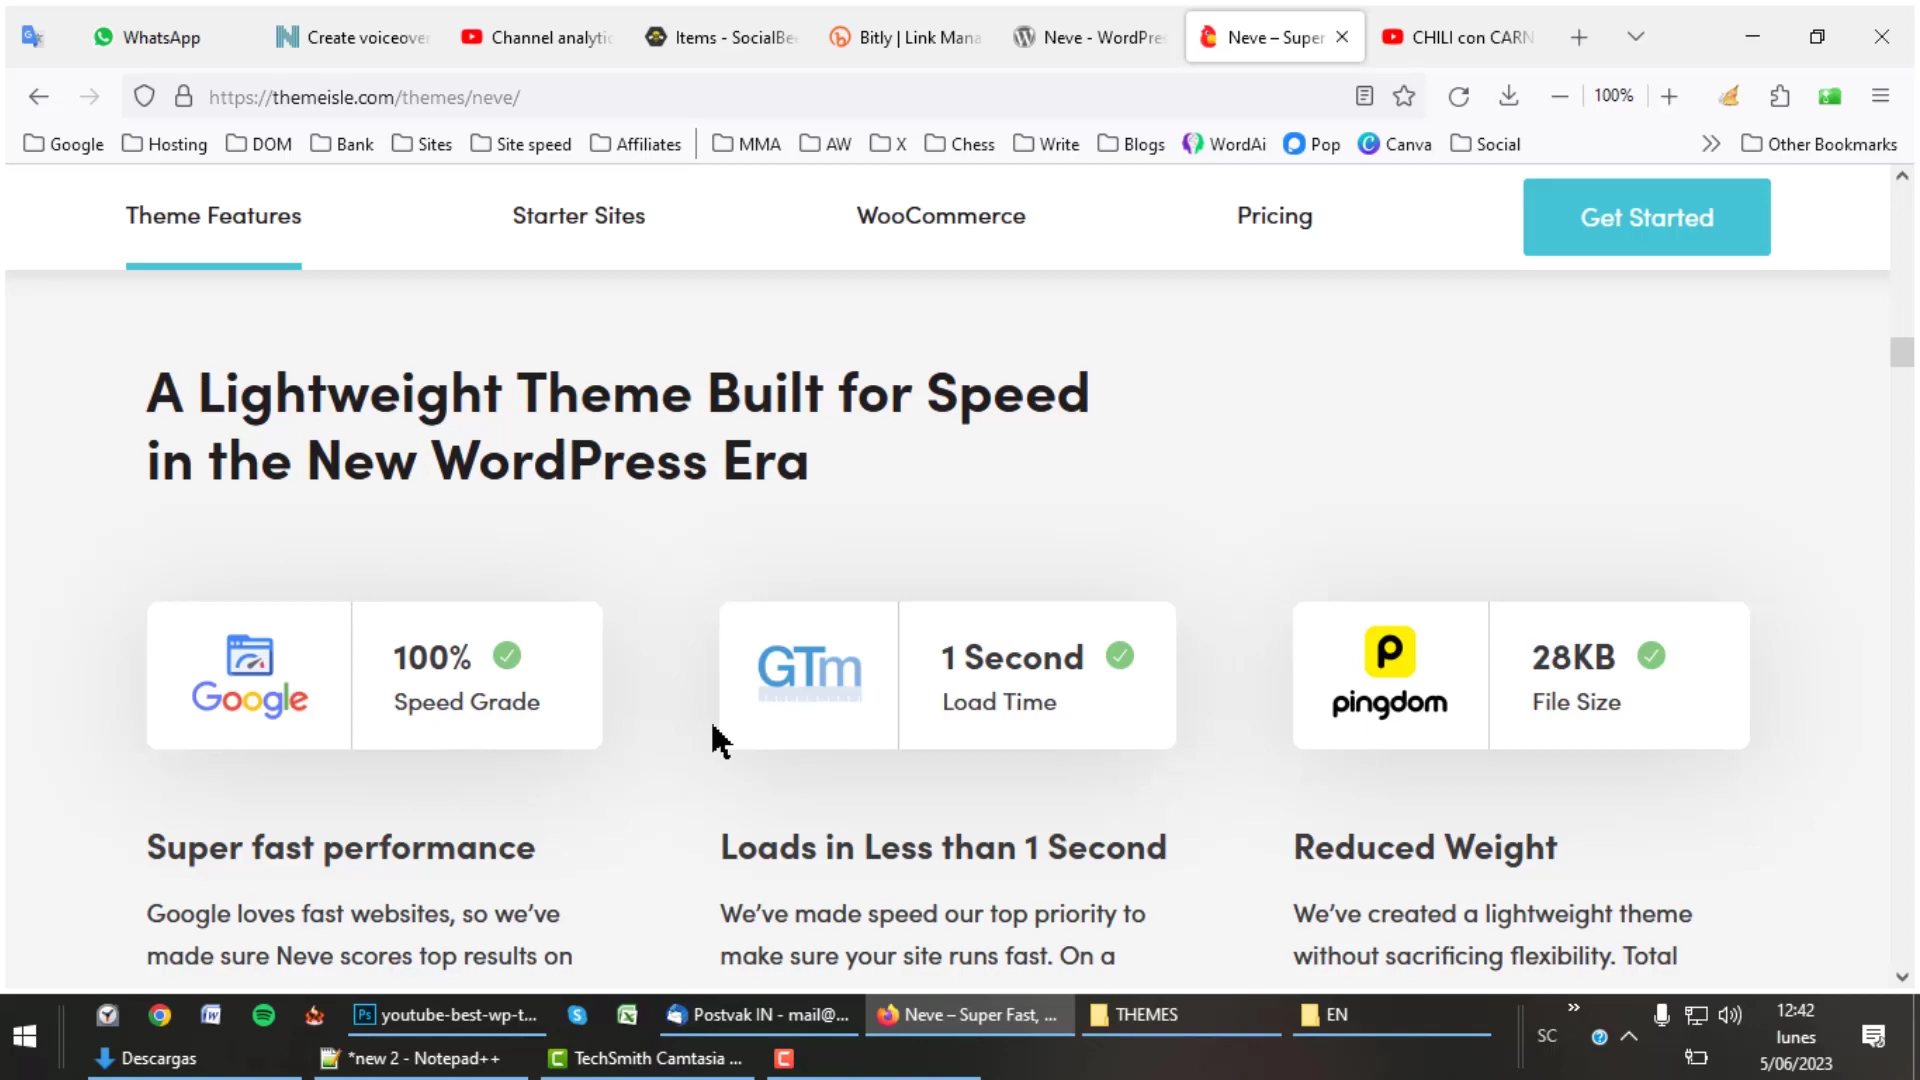 WhatsApp
Create voiceover
Channel analytic
Items - SocialBe
Bitly | Link Mana
Neve - WordPres
Neve – Super
CHILI con CARN
https://themeisle.com/themes/neve/
100%
Google
Hosting
DOM
Bank
Sites
Site speed
Affiliates
MMA
AW
X
Chess
Write
Blogs
WordAi
Pop
Canva
Social
Other Bookmarks
Theme Features
Starter Sites
WooCommerce
Pricing
Get Started
A Lightweight Theme Built for Speed
in the New WordPress Era
Google
100%
Speed Grade
GTm
1 Second
Load Time
pingdom
28KB
File Size
Super fast performance
Google loves fast websites, so we’ve
made sure Neve scores top results on
Loads in Less than 1 Second
We’ve made speed our top priority to
make sure your site runs fast. On a
Reduced Weight
We’ve created a lightweight theme
without sacrificing flexibility. Total
youtube-best-wp-t...
Postvak IN - mail@...
Neve – Super Fast, ...
THEMES
EN
Descargas
*new 2 - Notepad++
TechSmith Camtasia ...
SC
12:42
lunes
5/06/2023